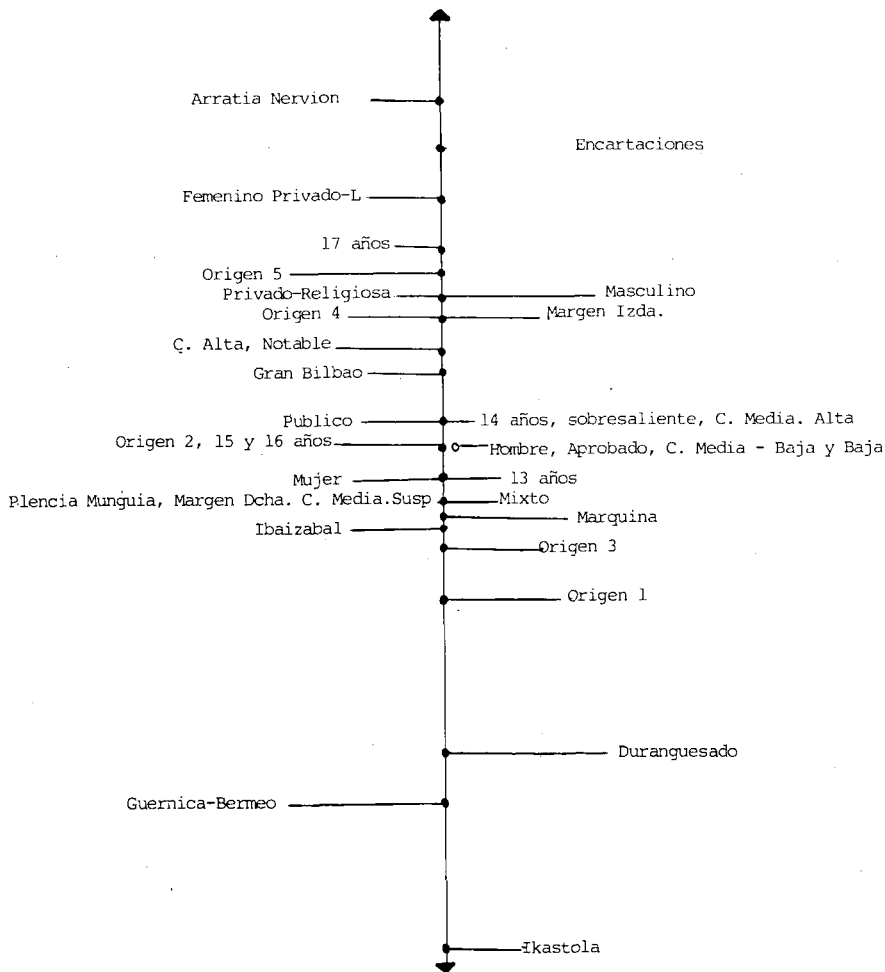 Arratia Nervion
Encartaciones
Femenino Privado-L
17 años
Origen 5
Privado-Religiosa
Masculino
Origen 4
Margen Izda.
C. Alta, Notable
Gran Bilbao
Publico
14 años, sobresaliente, C. Media. Alta
Origen 2, 15 y 16 años
Hombre, Aprobado, C. Media - Baja y Baja
Mujer
13 años
Plencia Munguia, Margen Dcha. C. Media.Susp
Mixto
Marquina
Ibaizabal
Origen 3
Origen 1
Duranguesado
Guernica-Bermeo
Ikastola